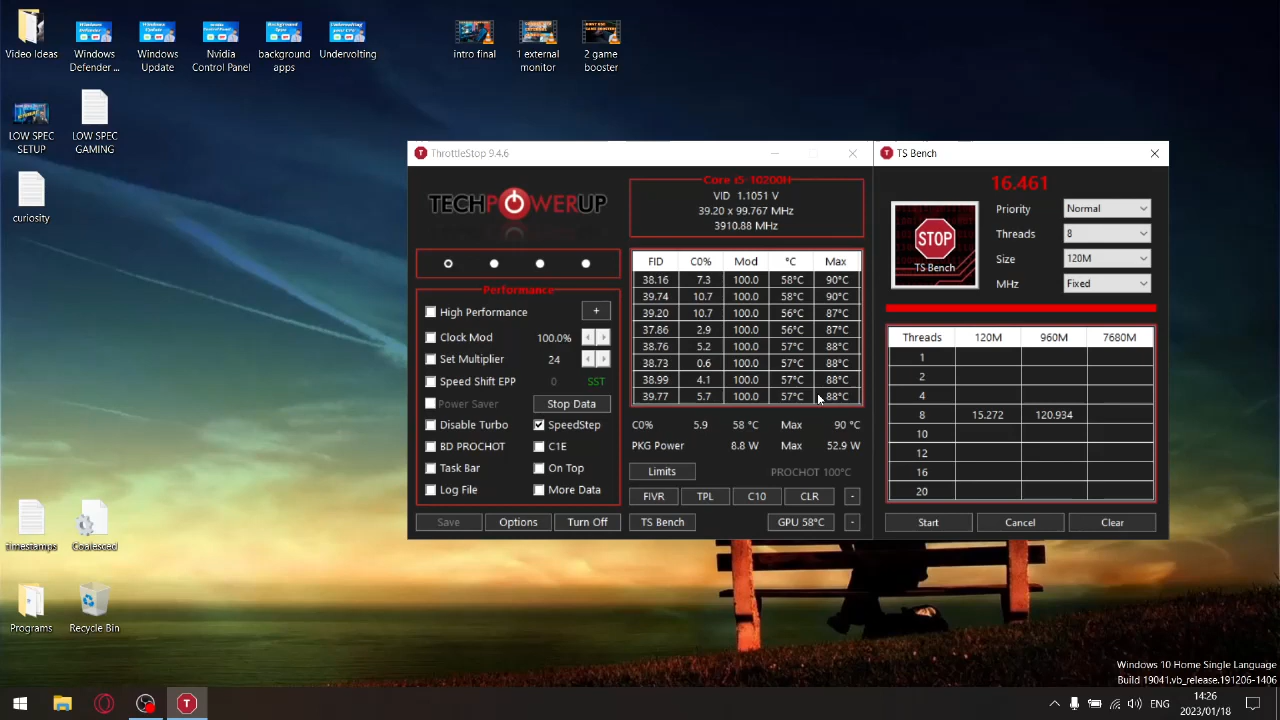 Video Ideas
Windows
Defender ...
Windows
Update
Nvidia
Control Panel
background
apps
Undervolting
intro final
1 external
monitor
2 game
booster
LOW SPEC
SETUP
LOW SPEC
GAMING
curiosity
timestamps
Coalesced
Programs
Recycle Bin
ThrottleStop 9.4.6
TECHPOWERUP
Core i5-10200H
VID 1.1051 V
39.20 x 99.767 MHz
3910.88 MHz
Performance
High Performance +
Clock Mod 100.0%
Set Multiplier 24
Speed Shift EPP 0 SST
Power Saver Stop Data
Disable Turbo SpeedStep
BD PROCHOT C1E
Task Bar On Top
Log File More Data
Save Options Turn Off
FID C0% Mod °C Max
38.16 7.3 100.0 58°C 90°C
39.74 10.7 100.0 58°C 90°C
39.20 10.7 100.0 56°C 87°C
37.86 2.9 100.0 56°C 87°C
38.76 5.2 100.0 57°C 88°C
38.73 0.6 100.0 57°C 88°C
38.99 4.1 100.0 57°C 88°C
39.77 5.7 100.0 57°C 88°C
C0% 5.9 58 °C Max 90 °C
PKG Power 8.8 W Max 52.9 W
Limits PROCHOT 100°C
FIVR TPL C10 CLR -
TS Bench GPU 58°C -
TS Bench
16.461
STOP
TS Bench
Priority Normal
Threads 8
Size 120M
MHz Fixed
Threads 120M 960M 7680M
1
2
4
8 15.272 120.934
10
12
16
20
Start Cancel Clear
Windows 10 Home Single Language
Build 19041.vb_release.191206-1406
ENG
14:26
2023/01/18